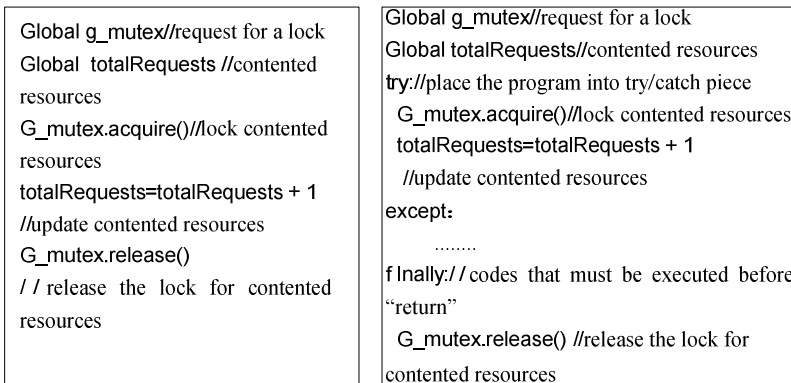 Global g_mutex//request for a lock
Global totalRequests //contented
resources
G_mutex.acquire()//lock contented
resources
totalRequests=totalRequests + 1
//update contented resources
G_mutex.release()
/ / release the lock for contented
resources
Global g_mutex//request for a lock
Global totalRequests//contented resources
try://place the program into try/catch piece
G_mutex.acquire()//lock contented resources
totalRequests=totalRequests + 1
//update contented resources
except：
........
f Inally:/ / codes that must be executed before
“return”
G_mutex.release() //release the lock for
contented resources